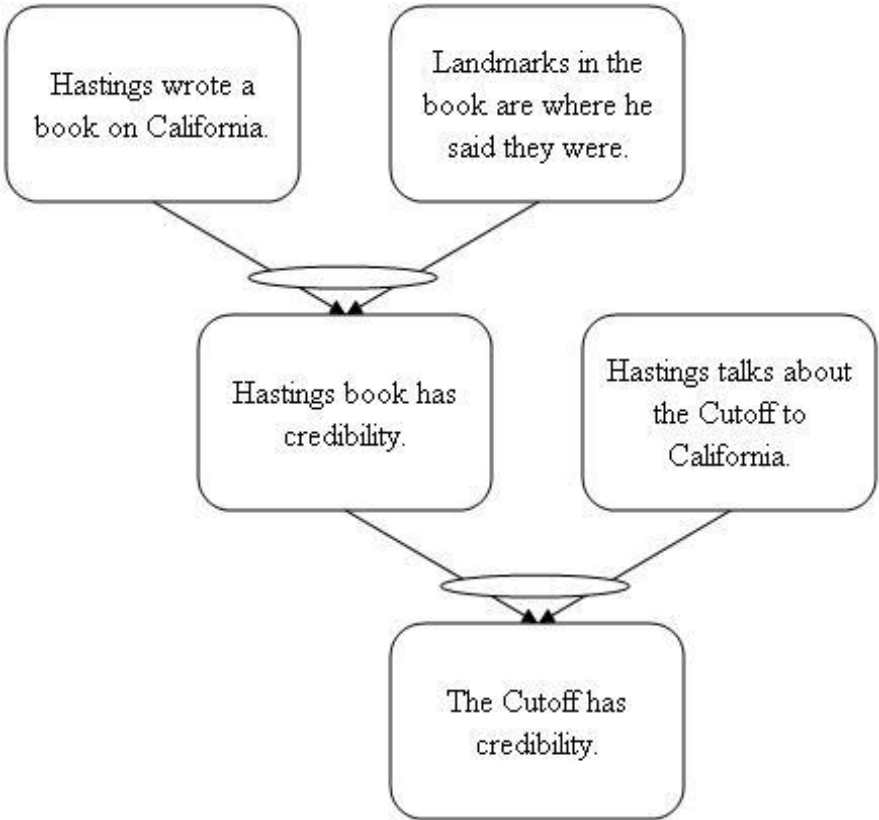 Hastings wrote a
book on California.
Landmarks in the
book are where he
said they were.
Hastings book has
credibility.
Hastings talks about
the Cutoff to
California.
The Cutoff has
credibility.